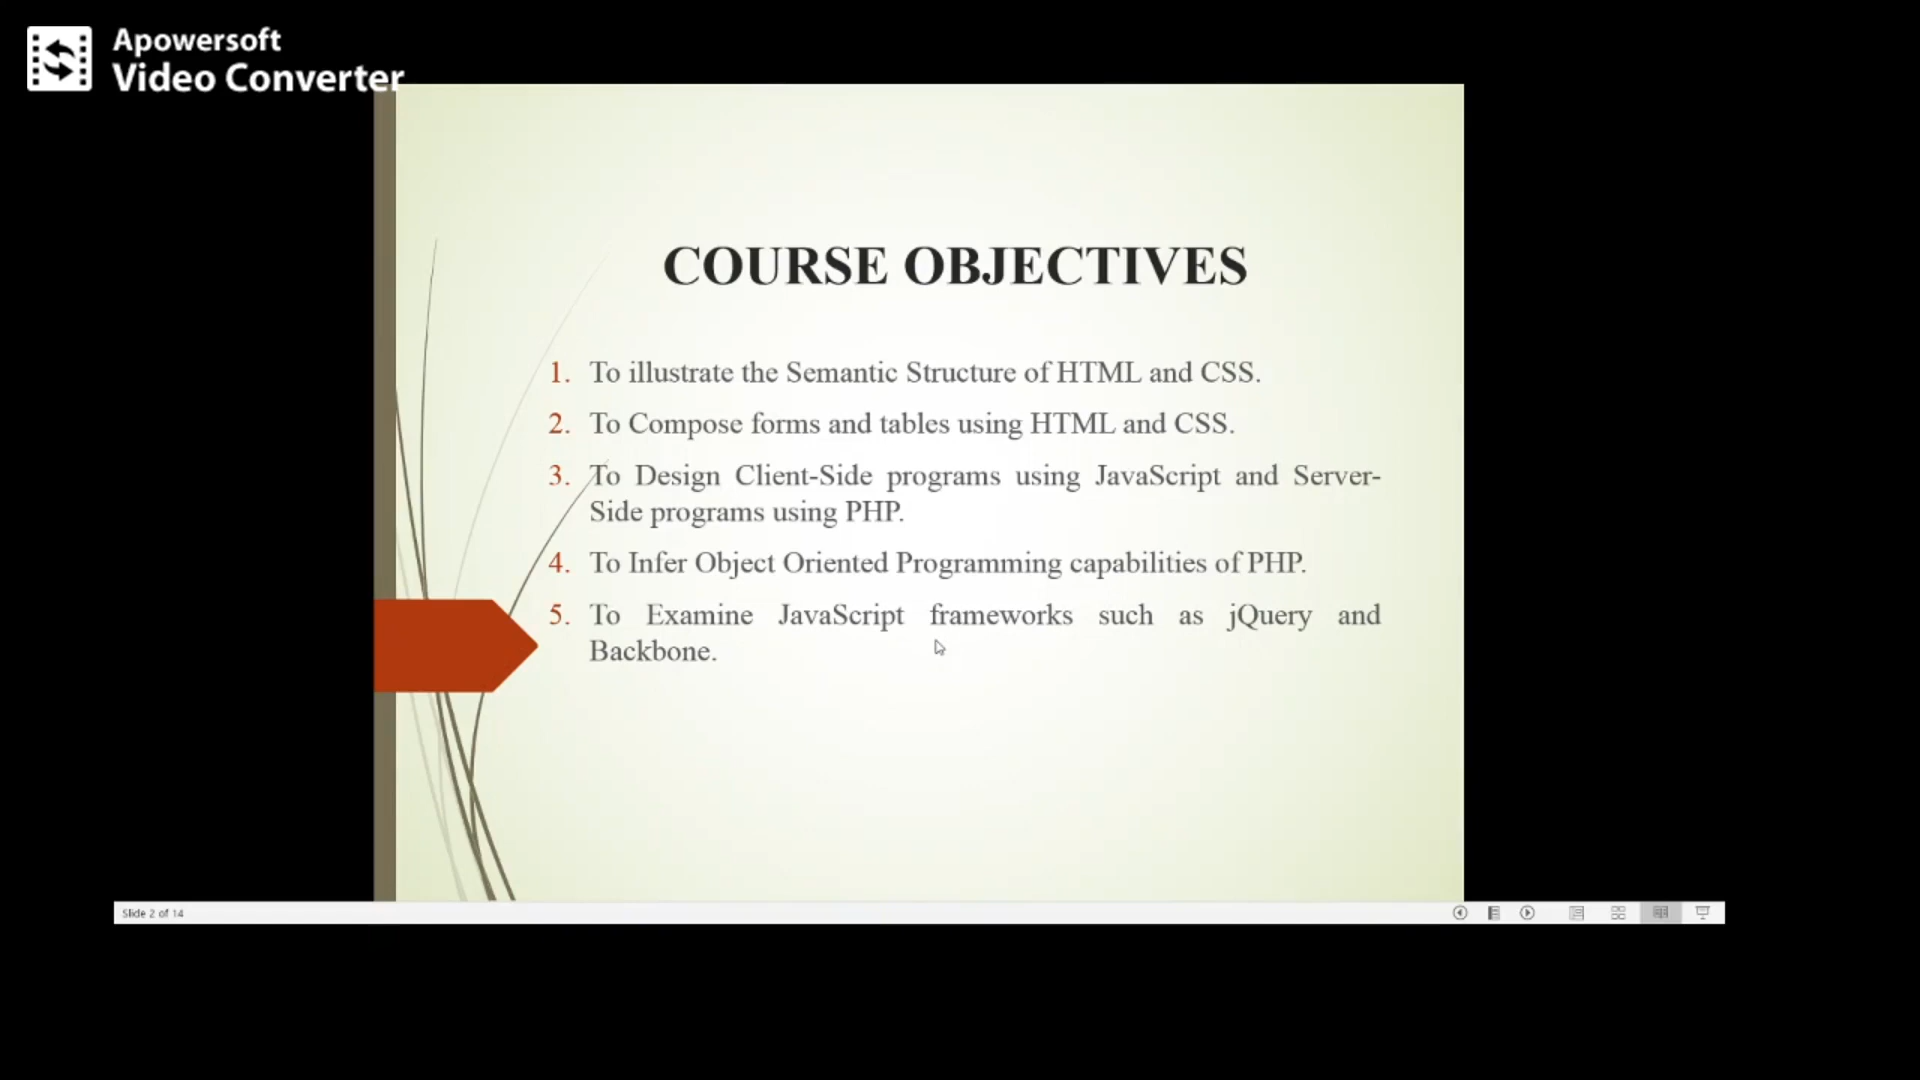 Apowersoft
Video Converter
COURSE OBJECTIVES
1. To illustrate the Semantic Structure of HTML and CSS.
2. To Compose forms and tables using HTML and CSS.
3. To Design Client-Side programs using JavaScript and Server-
Side programs using PHP.
4. To Infer Object Oriented Programming capabilities of PHP.
5. To Examine JavaScript frameworks such as jQuery and
Backbone.
Slide 2 of 14